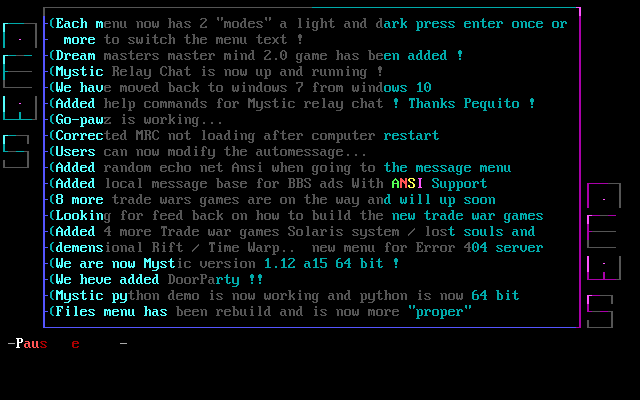 (Each menu now has 2 "modes" a light and dark press enter once or
more to switch the menu text !
(Dream masters master mind 2.0 game has been added !
(Mystic Relay Chat is now up and running !
(We have moved back to windows 7 from windows 10
(Added help commands for Mystic relay chat ! Thanks Pequito !
(Go-pawz is working...
(Corrected MRC not loading after computer restart
(Users can now modify the automessage...
(Added random echo net Ansi when going to the message menu
(Added local message base for BBS ads With ANSI Support
(8 more trade wars games are on the way and will up soon
(Looking for feed back on how to build the new trade war games
(Added 4 more Trade war games Solaris system / lost souls and
(demensional Rift / Time Warp..  new menu for Error 404 server
(We are now Mystic version 1.12 a15 64 bit !
(We heve added DoorParty !!
(Mystic python demo is now working and python is now 64 bit
(Files menu has been rebuild and is now more "proper"
-Paus  e     -